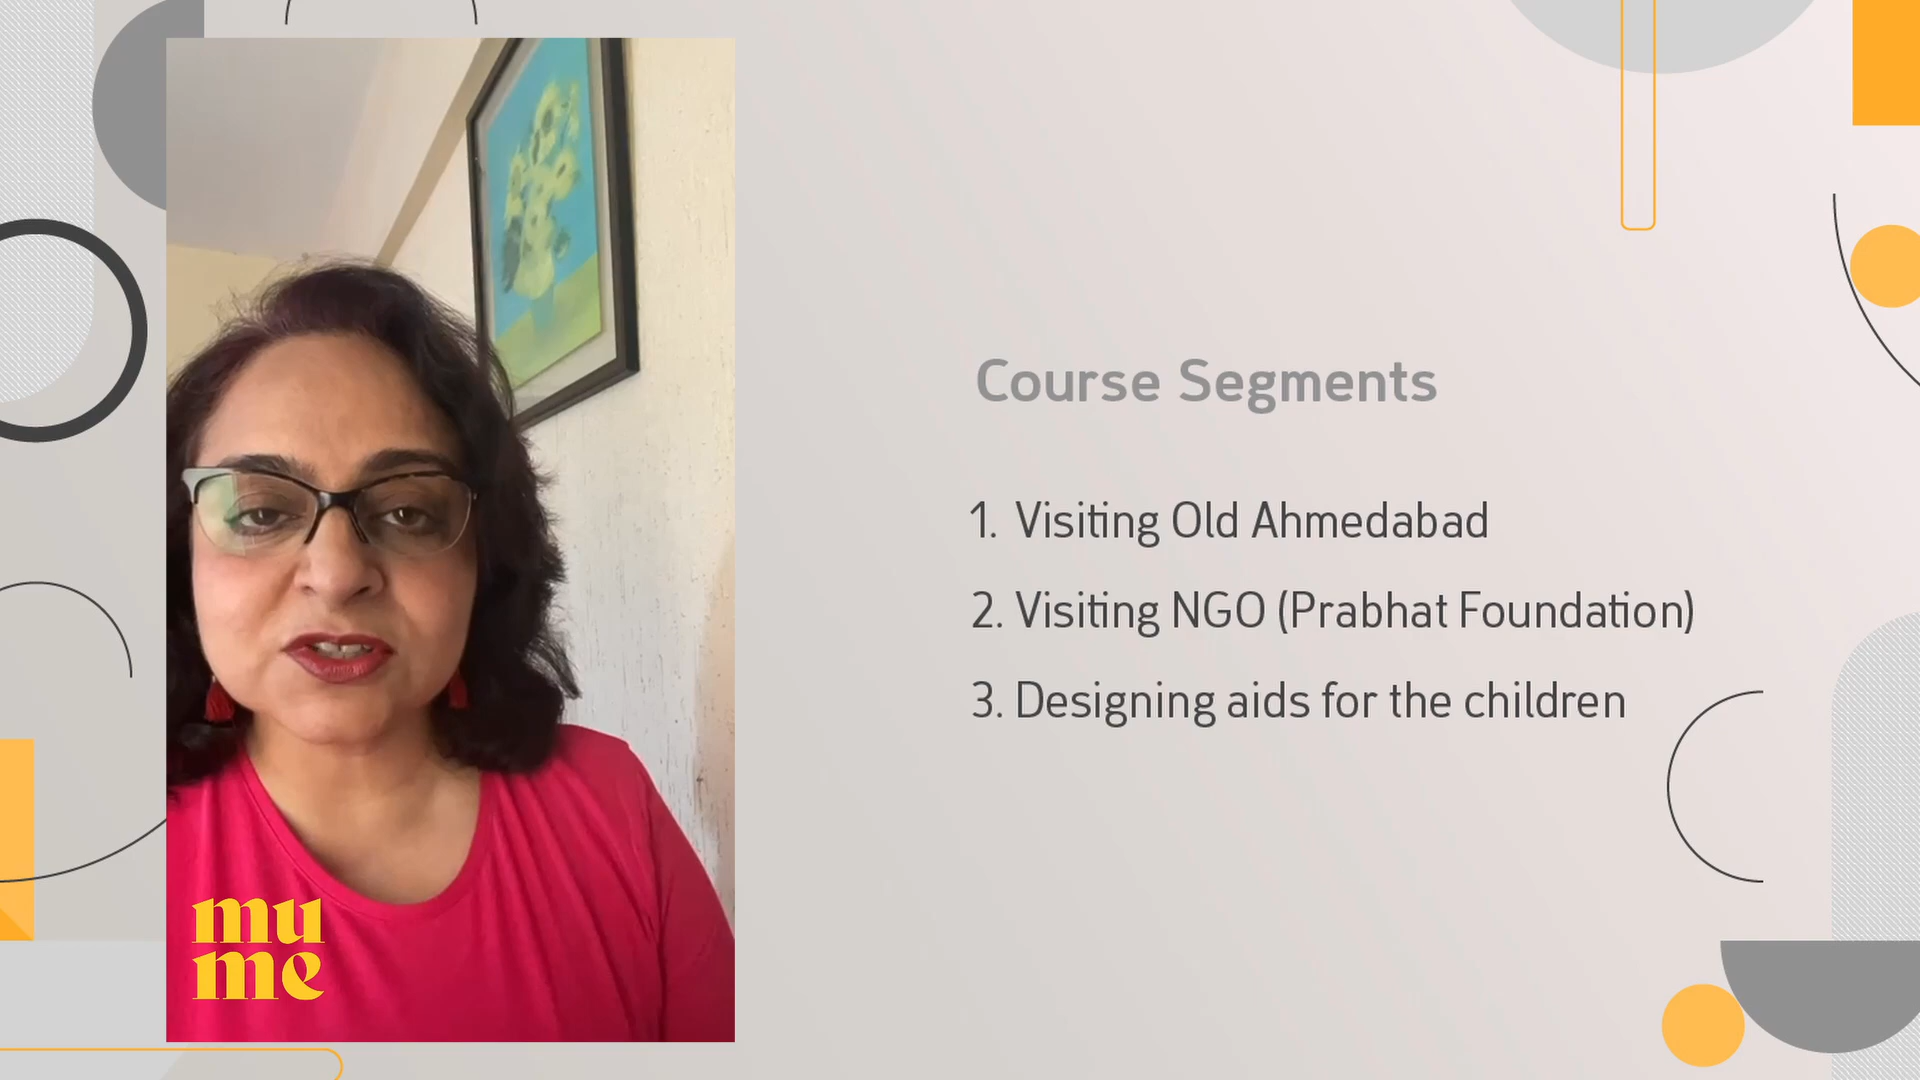 Course Segments
1. Visiting Old Ahmedabad
2. Visiting NGO (Prabhat Foundation)
3. Designing aids for the children
mu
me